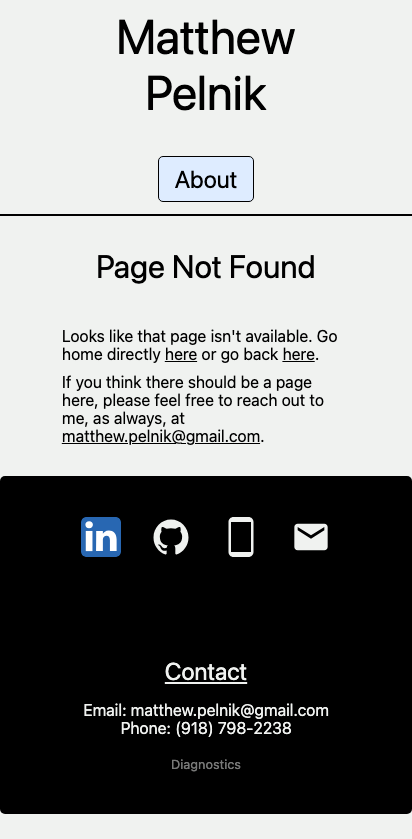 Matthew
Pelnik
About
Page Not Found
Looks like that page isn't available. Go
home directly here or go back here.
If you think there should be a page
here, please feel free to reach out to
me, as always, at
matthew.pelnik@gmail.com.
in
Contact
Email: matthew.pelnik@gmail.com
Phone: (918) 798-2238
Diagnostics